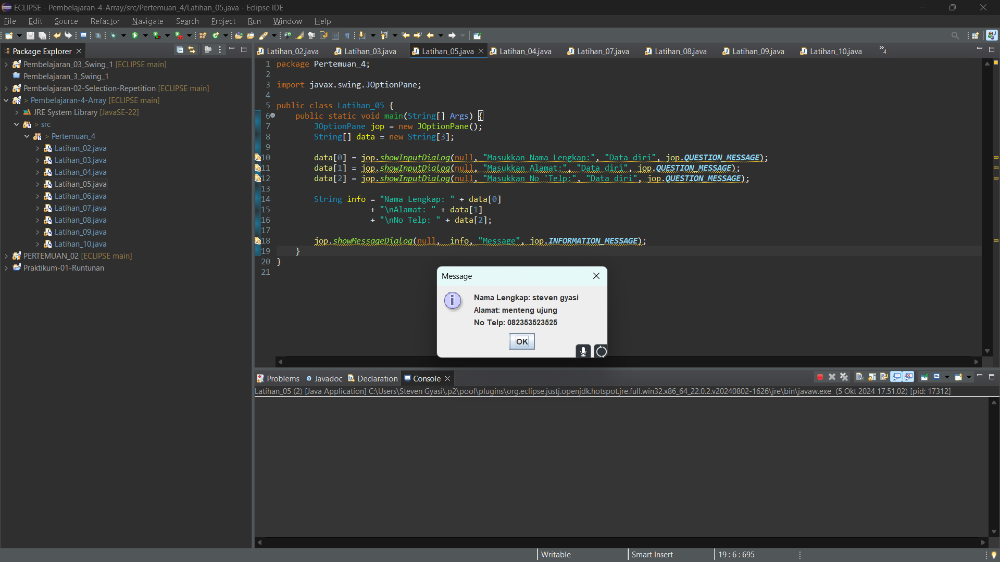 ECLIPSE - Pembelajaran-4-Array/src/Pertemuan_4/Latihan_05.java - Eclipse IDE
File Edit Source Refactor Navigate Search Project Run Window Help
Package Explorer
Pembelajaran_03_Swing_1 [ECLIPSE main]
Pembelajaran_3_Swing_1
Pembelajaran-02-Selection-Repetition [ECLIPSE main]
> Pembelajaran-4-Array [ECLIPSE main]
JRE System Library [JavaSE-22]
> src
> Pertemuan_4
Latihan_02.java
Latihan_03.java
Latihan_04.java
Latihan_05.java
Latihan_06.java
Latihan_07.java
Latihan_08.java
Latihan_09.java
Latihan_10.java
PERTEMUAN_02 [ECLIPSE main]
Praktikum-01-Runtunan
Latihan_02.java Latihan_03.java Latihan_05.java Latihan_04.java Latihan_07.java Latihan_08.java Latihan_09.java Latihan_10.java »4
1 package Pertemuan_4;
2
3 import javax.swing.JOptionPane;
4
5 public class Latihan_05 {
6 public static void main(String[] Args) {
7 JOptionPane jop = new JOptionPane();
8 String[] data = new String[3];
9
10 data[0] = jop.showInputDialog(null, "Masukkan Nama Lengkap:", "Data diri", jop.QUESTION_MESSAGE);
11 data[1] = jop.showInputDialog(null, "Masukkan Alamat:", "Data diri", jop.QUESTION_MESSAGE);
12 data[2] = jop.showInputDialog(null, "Masukkan No 'Telp:", "Data diri", jop.QUESTION_MESSAGE);
13
14 String info = "Nama Lengkap: " + data[0]
15 + "\nAlamat: " + data[1]
16 + "\nNo Telp: " + data[2];
17
18 jop.showMessageDialog(null, info, "Message", jop.INFORMATION_MESSAGE);
19 }
20 }
21
Message
Nama Lengkap: steven gyasi
Alamat: menteng ujung
No Telp: 082353523525
OK
Problems Javadoc Declaration Console
Latihan_05 (2) [Java Application] C:\Users\Steven Gyasi\.p2\pool\plugins\org.eclipse.justj.openjdk.hotspot.jre.full.win32.x86_64_22.0.2.v20240802-1626\jre\bin\javaw.exe (5 Okt 2024 17.51.02) [pid: 17312]
Writable Smart Insert 19 : 6 : 695